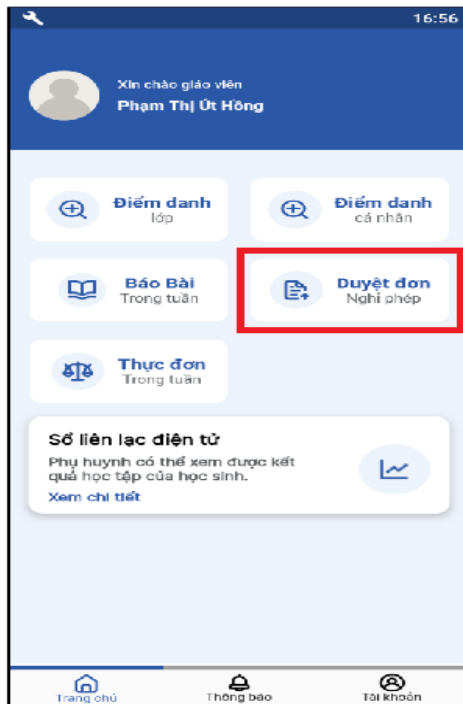 16:56
Xin chào giáo viên
Phạm Thị Út Hồng
Điểm danh
lớp
Điểm danh
cá nhân
Báo Bài
Trong tuần
Duyệt đơn
Nghỉ phép
Thực đơn
Trong tuần
Sổ liên lạc điện tử
Phụ huynh có thể xem được kết
quả học tập của học sinh.
Xem chi tiết
Trang chủ
Thông báo
Tài khoản